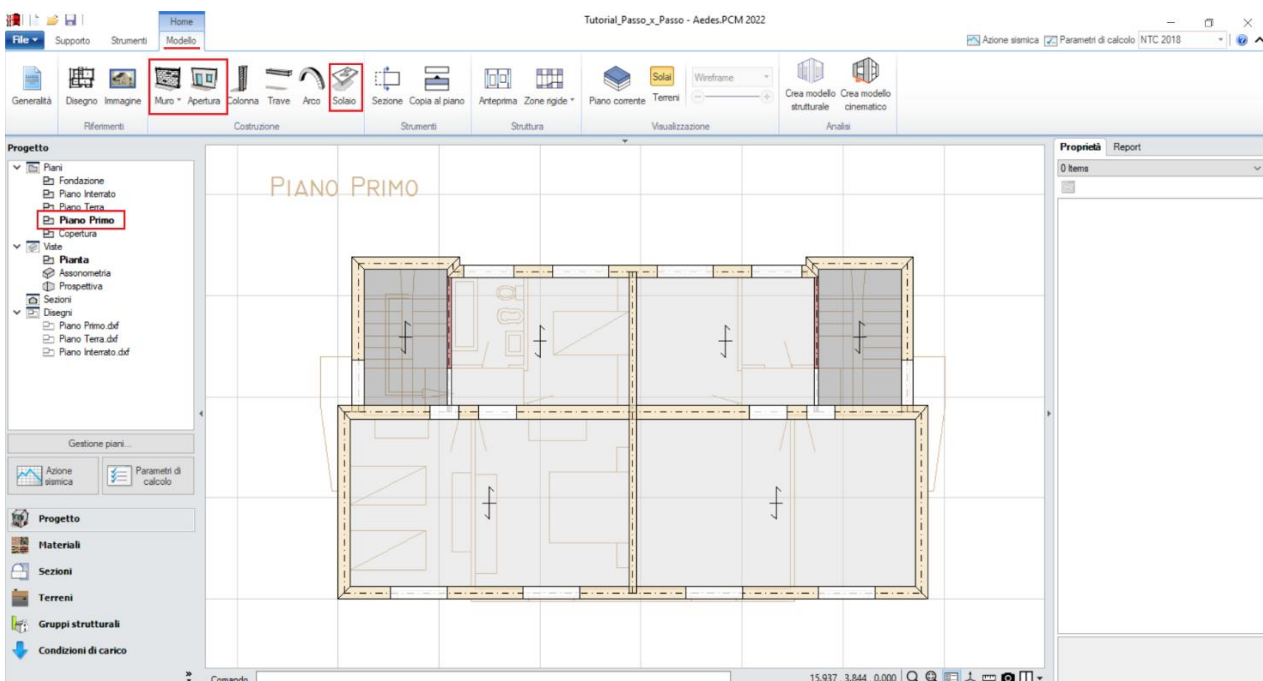 Tutorial_Passo_x_Passo - Aedes.PCM 2022
Home
File Supporto Strumenti Modello
Azione sismica Parametri di calcolo NTC 2018
Generalità Disegno Immagine Muro Apertura Colonna Trave Arco Solaio Sezione Copia al piano Anteprima Zone rigide Piano corrente Solai Terreni Wireframe Crea modello strutturale Crea modello cinematico
Riferimenti Costruzione Strumenti Struttura Visualizzazione Analisi
Progetto
Piani
Fondazione
Piano Interrato
Piano Terra
Piano Primo
Copertura
Viste
Pianta
Assonometria
Prospettiva
Sezioni
Disegni
Piano Primo.dxf
Piano Terra.dxf
Piano Interrato.dxf
Gestione piani...
Azione sismica
Parametri di calcolo
Progetto
Materiali
Sezioni
Terreni
Gruppi strutturali
Condizioni di carico
PIANO PRIMO
Proprietà Report
0 Items
Comando
15.937 3.844 0.000